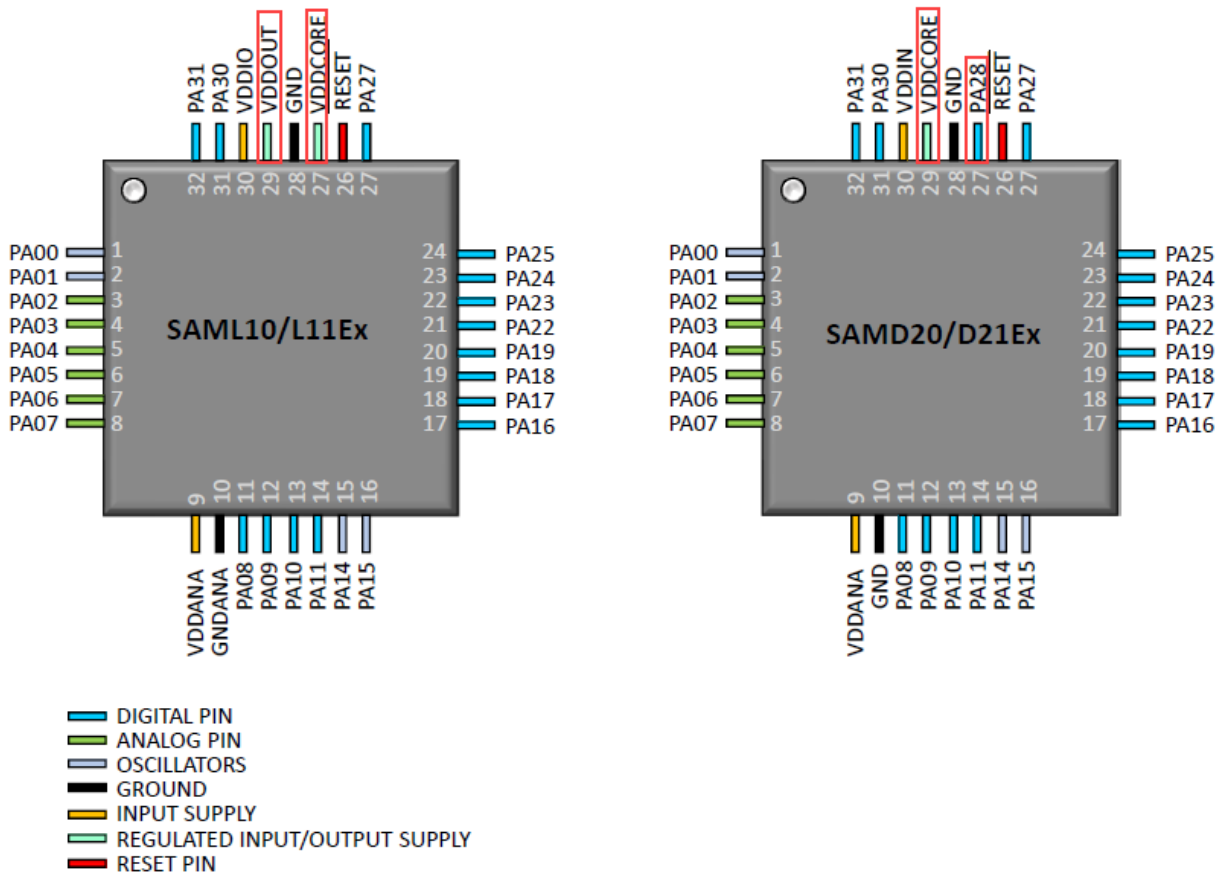 PA31
PA30
VDDIO
VDDOUT
GND
VDDCORE
RESET
PA27
32
31
30
29
28
27
26
27
PA00 1
PA01 2
PA02 3
PA03 4
PA04 5
PA05 6
PA06 7
PA07 8
SAML10/L11Ex
24 PA25
23 PA24
22 PA23
21 PA22
20 PA19
19 PA18
18 PA17
17 PA16
9
10
11
12
13
14
15
16
VDDANA
GNDANA
PA08
PA09
PA10
PA11
PA14
PA15
PA31
PA30
VDDIN
VDDCORE
GND
PA28
RESET
PA27
32
31
30
29
28
27
26
27
PA00 1
PA01 2
PA02 3
PA03 4
PA04 5
PA05 6
PA06 7
PA07 8
SAMD20/D21Ex
24 PA25
23 PA24
22 PA23
21 PA22
20 PA19
19 PA18
18 PA17
17 PA16
9
10
11
12
13
14
15
16
VDDANA
GND
PA08
PA09
PA10
PA11
PA14
PA15
DIGITAL PIN
ANALOG PIN
OSCILLATORS
GROUND
INPUT SUPPLY
REGULATED INPUT/OUTPUT SUPPLY
RESET PIN